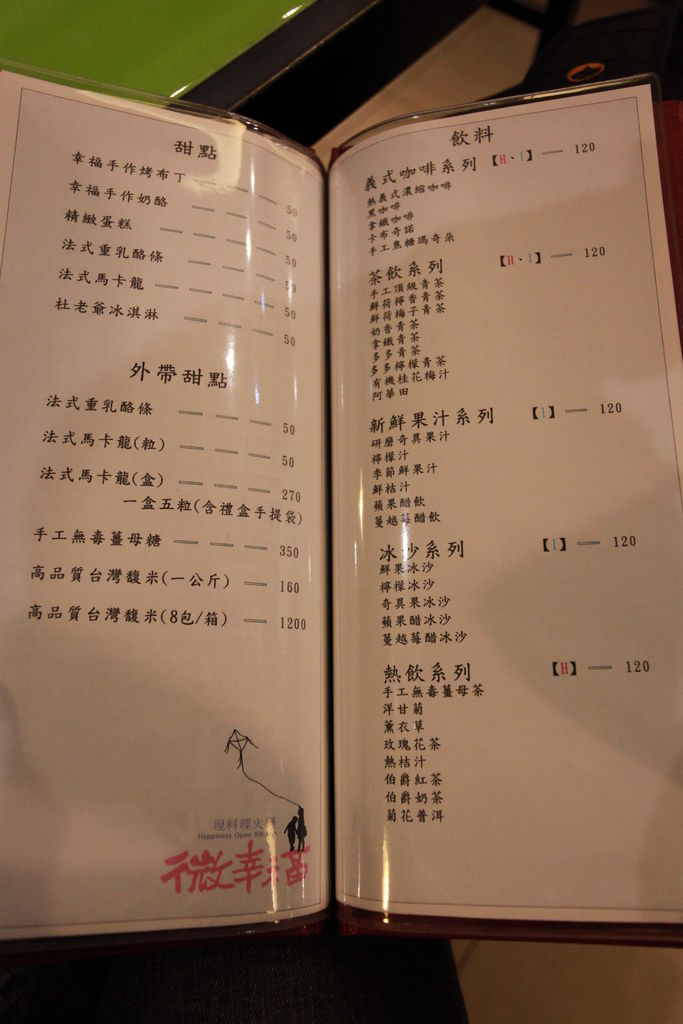 甜點
幸福手作烤布丁 — — — 50
幸福手作奶酪 — — — 50
精緻蛋糕 — — — 50
法式重乳酪條 — — — 50
法式馬卡龍 — — — 50
杜老爺冰淇淋 — — — 50
外帶甜點
法式重乳酪條 — — — 50
法式馬卡龍(粒) — — — 50
法式馬卡龍(盒) — — — 270
一盒五粒(含禮盒手提袋)
手工無毒薑母糖 — — — 350
高品質台灣馥米(一公斤) — 160
高品質台灣馥米(8包/箱) — 1200
現料理火鍋
Happiness Open Kitchen
微幸福
飲料
義式咖啡系列【H、I】— 120
熱義式濃縮咖啡
黑咖啡
拿鐵咖啡
卡布奇諾
手工焦糖瑪奇朵
茶飲系列 【H、I】— 120
手工頂級青茶
鮮荷檸香青茶
鮮荷梅子青茶
奶香青茶
拿鐵青茶
多多青茶
多多檸檬青茶
有機桂花梅汁
阿華田
新鮮果汁系列 【I】— 120
研磨奇異果汁
檸檬汁
季節鮮果汁
鮮桔汁
蘋果醋飲
蔓越莓醋飲
冰沙系列 【I】— 120
鮮果冰沙
檸檬冰沙
奇異果冰沙
蘋果醋冰沙
蔓越莓醋冰沙
熱飲系列 【H】— 120
手工無毒薑母茶
洋甘菊
薰衣草
玫瑰花茶
熱桔汁
伯爵紅茶
伯爵奶茶
菊花普洱